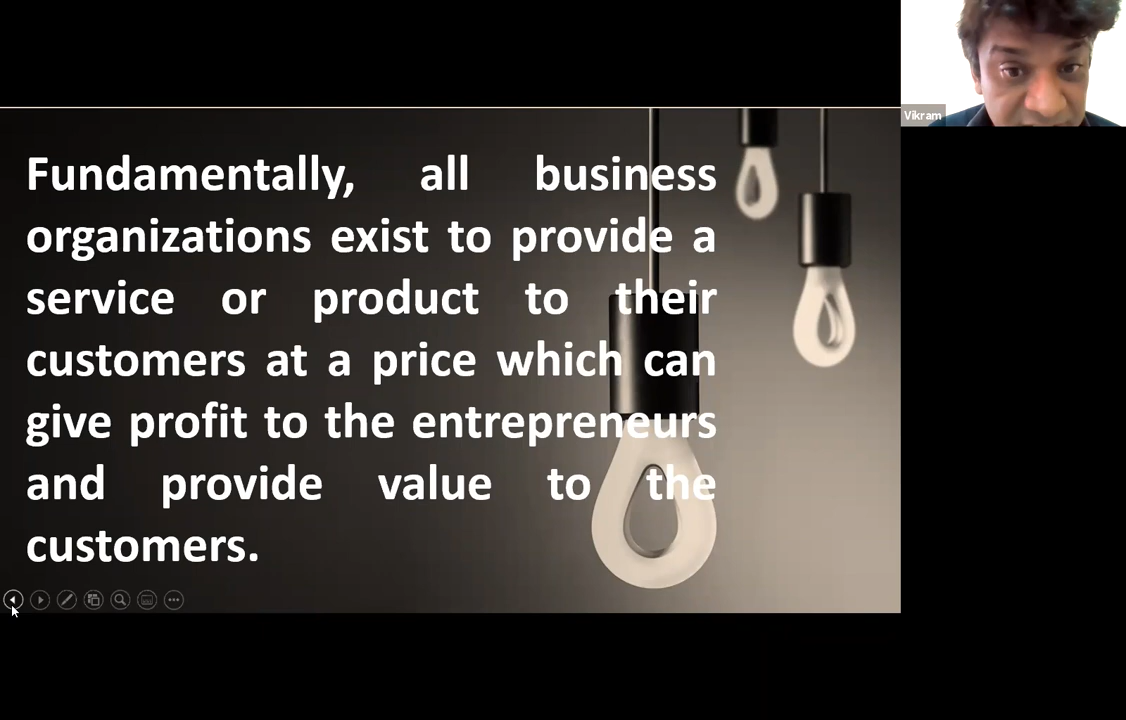 Fundamentally, all business
organizations exist to provide a
service or product to their
customers at a price which can
give profit to the entrepreneurs
and provide value to the
customers.
Vikram